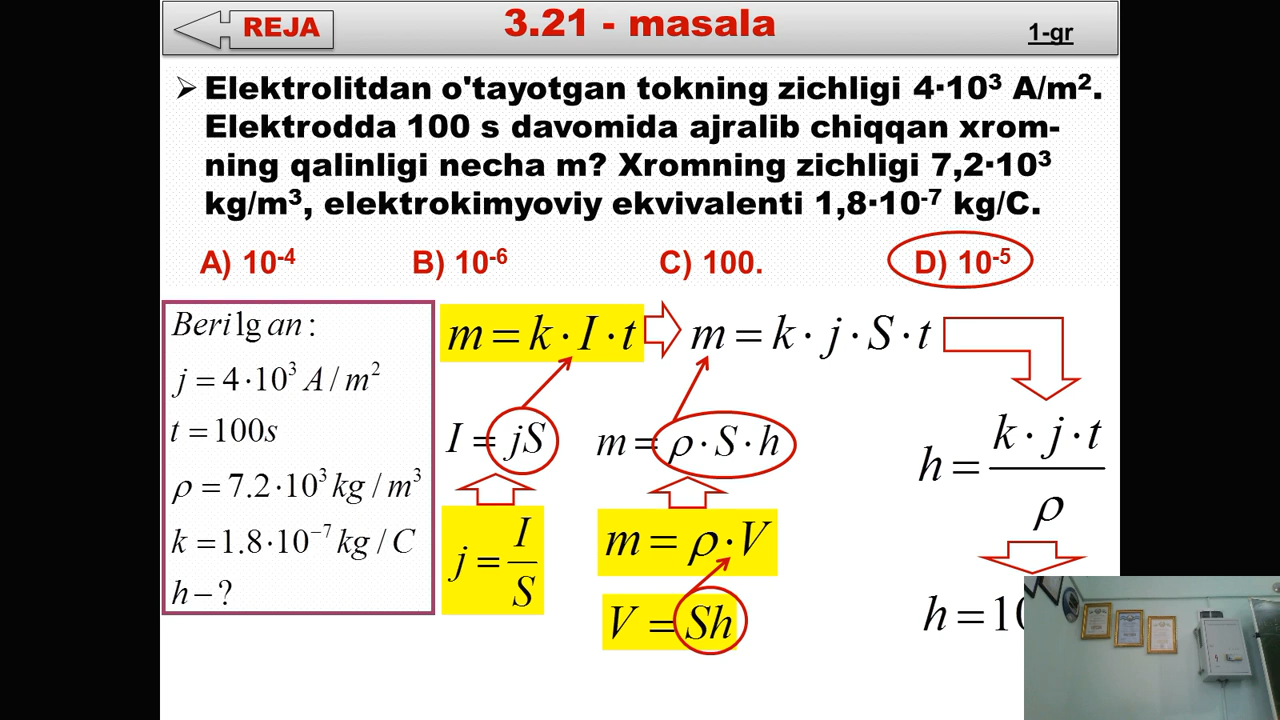 REJA
3.21 - masala
1-gr
➢ Elektrolitdan o'tayotgan tokning zichligi 4·10³ A/m².
Elektrodda 100 s davomida ajralib chiqqan xrom-
ning qalinligi necha m? Xromning zichligi 7,2·10³
kg/m³, elektrokimyoviy ekvivalenti 1,8·10⁻⁷ kg/C.
A) 10⁻⁴ B) 10⁻⁶ C) 100. D) 10⁻⁵
Berilgan:
j = 4·10³ A/m²
t = 100s
ρ = 7.2·10³ kg/m³
k = 1.8·10⁻⁷ kg/C
h − ?
m = k·I·t
m = k·j·S·t
I = jS
m = ρ·S·h
h = k·j·t / ρ
j = I / S
m = ρ·V
V = Sh
h = 10